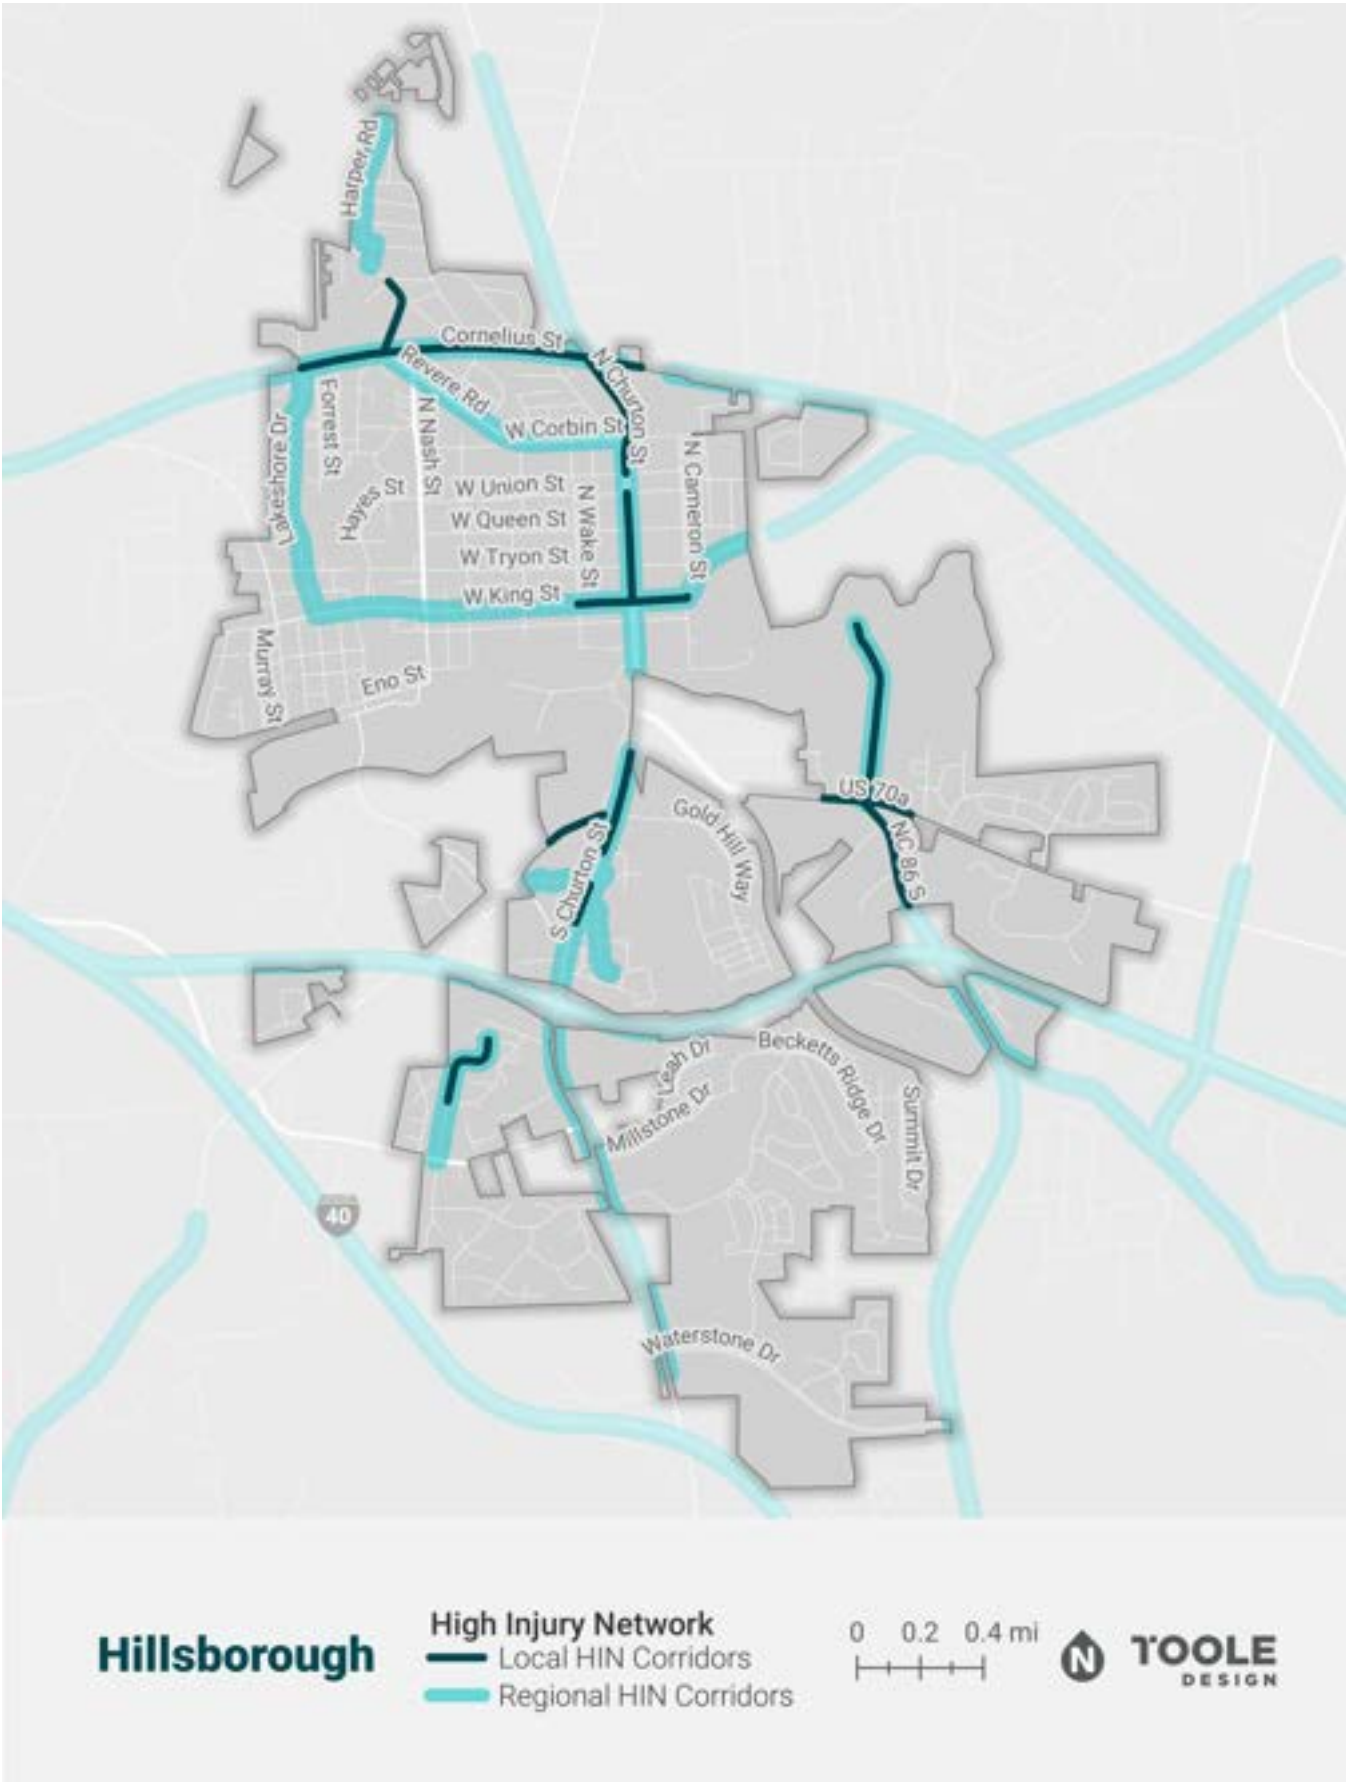 Harper Rd
Cornelius St
N Churton St
Revere Rd
Forrest St
N Nash St
W Corbin St
Lakeshore Dr
N Cameron St
Hayes St
W Union St
N Wake St
W Queen St
W Tryon St
W King St
Murray St
Eno St
US 70a
Gold Hill Way
NC 86 S
S Churton St
Leah Dr
Becketts Ridge Dr
Millstone Dr
Summit Dr
40
Waterstone Dr
Hillsborough
High Injury Network
Local HIN Corridors
Regional HIN Corridors
0 0.2 0.4 mi
N
TOOLE
DESIGN